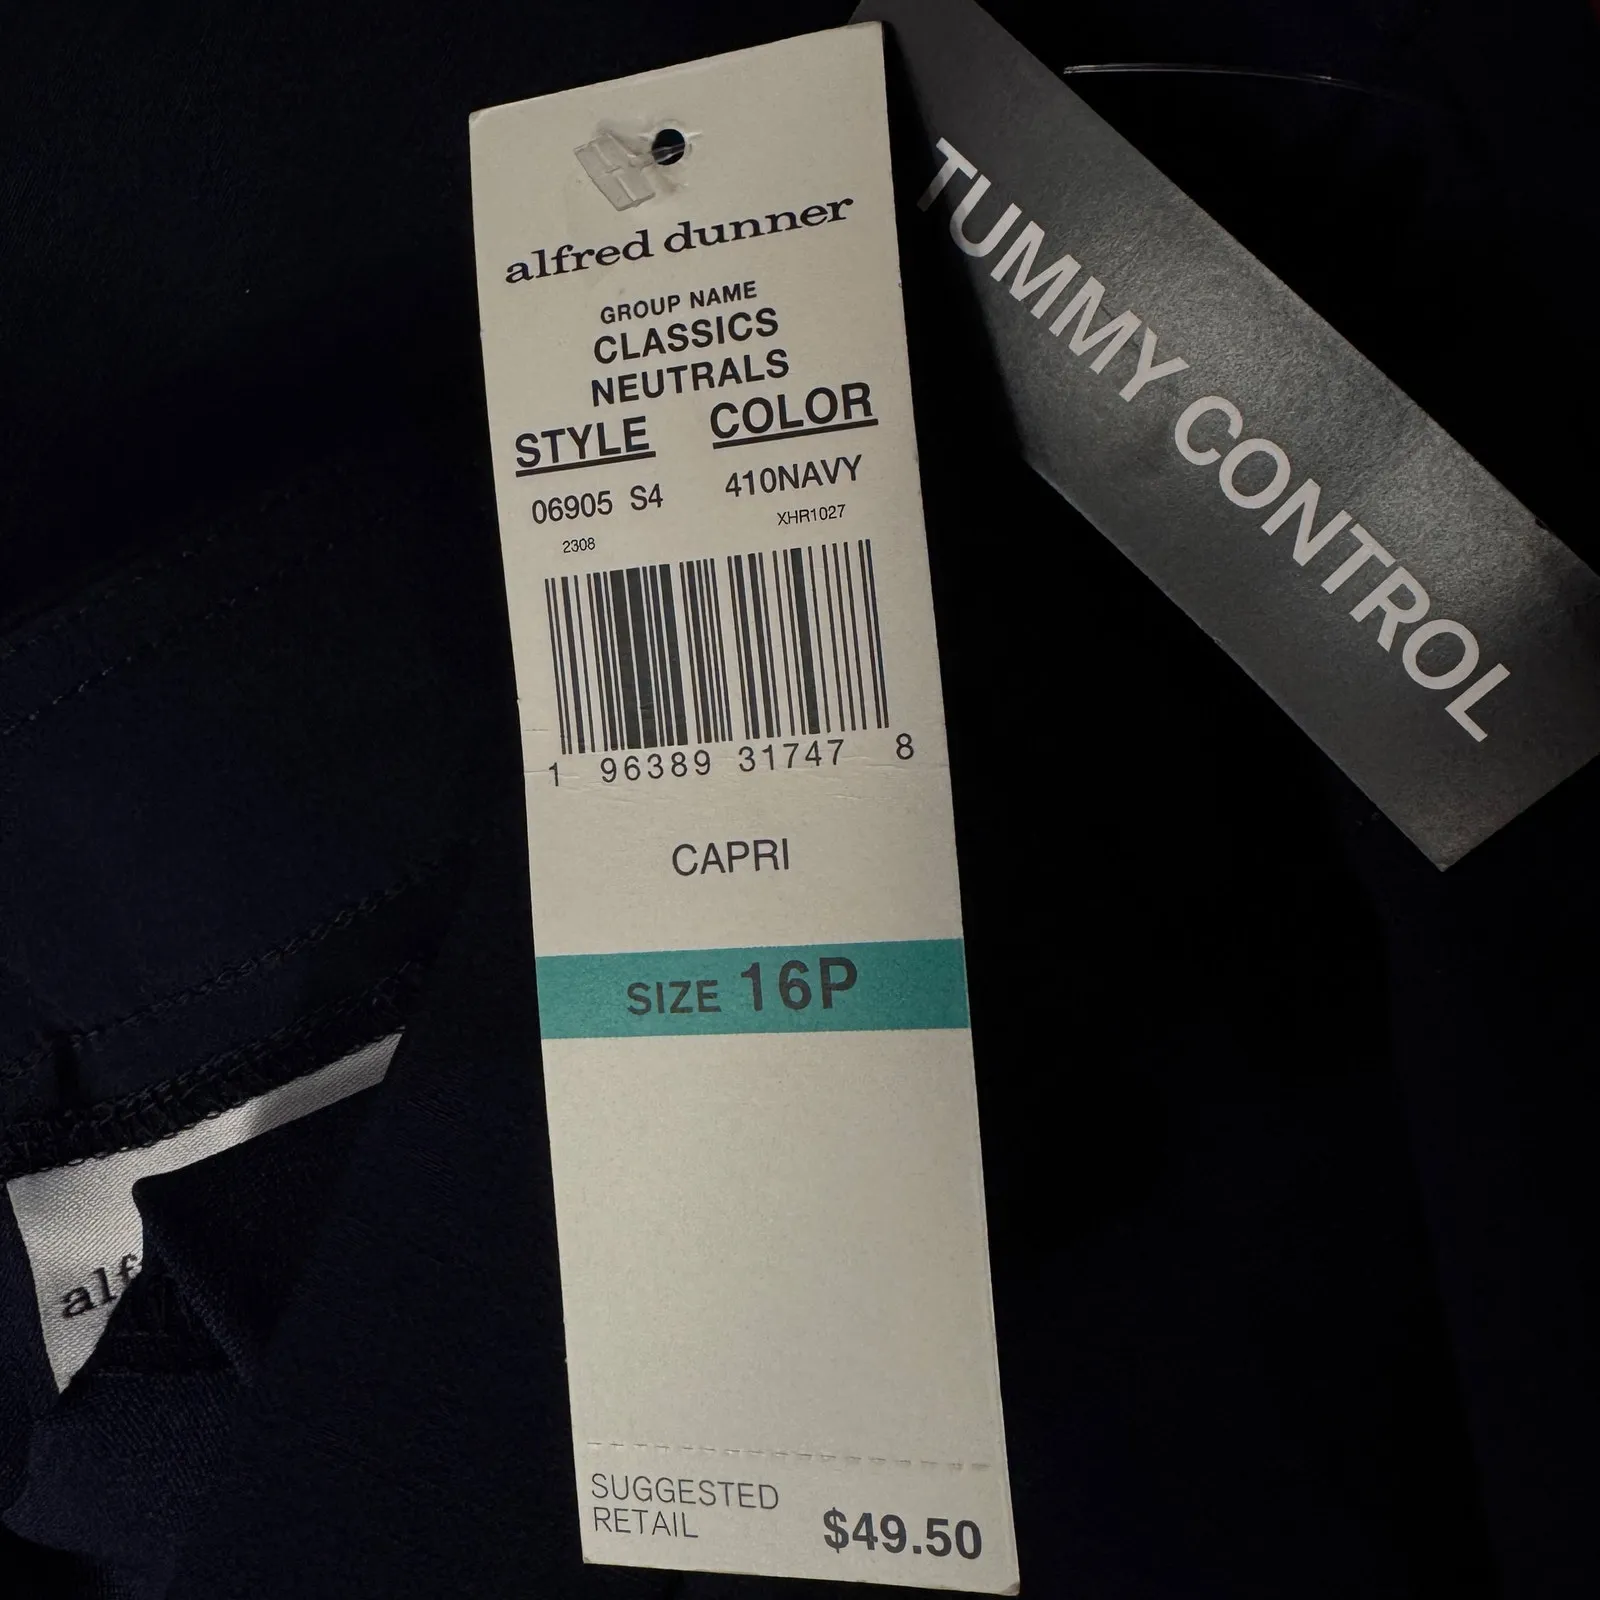 alfred dunner
GROUP NAME
CLASSICS
NEUTRALS
STYLE COLOR
06905 S4 410NAVY
2308 XHR1027
1 96389 31747 8
CAPRI
SIZE 16P
SUGGESTED
RETAIL $49.50
TUMMY CONTROL
alf